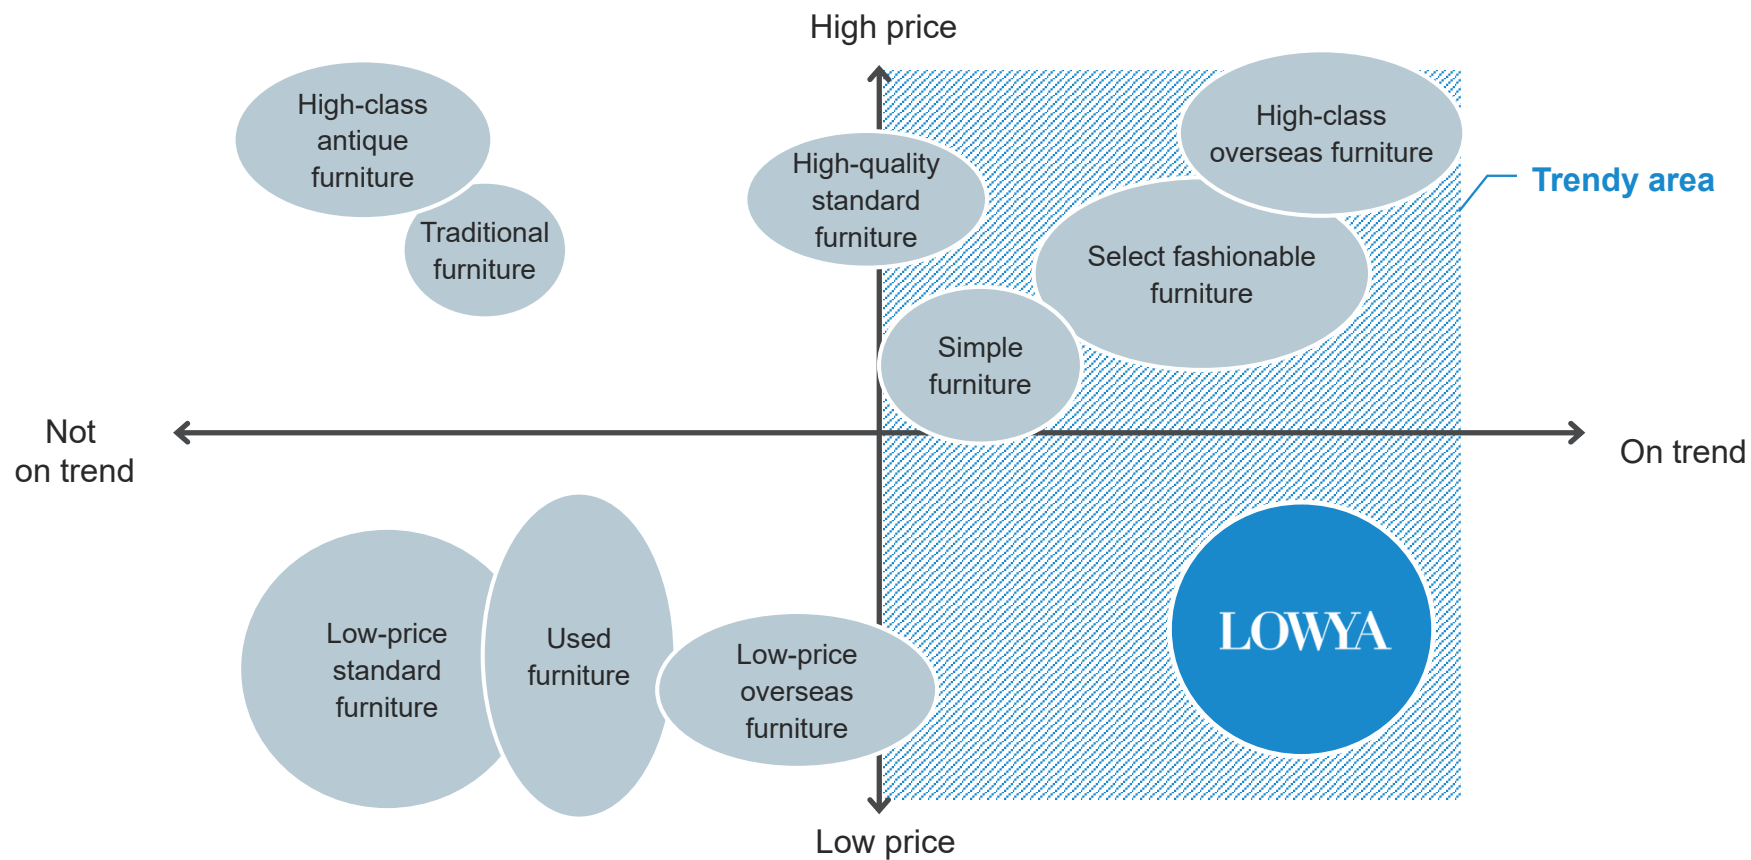 High price
High-class
antique
furniture
High-class
overseas furniture
High-quality
standard
furniture
Trendy area
Traditional
furniture
Select fashionable
furniture
Simple
furniture
Not
on trend
On trend
Low-price
standard
furniture
Used
furniture
Low-price
overseas
furniture
LOWYA
Low price